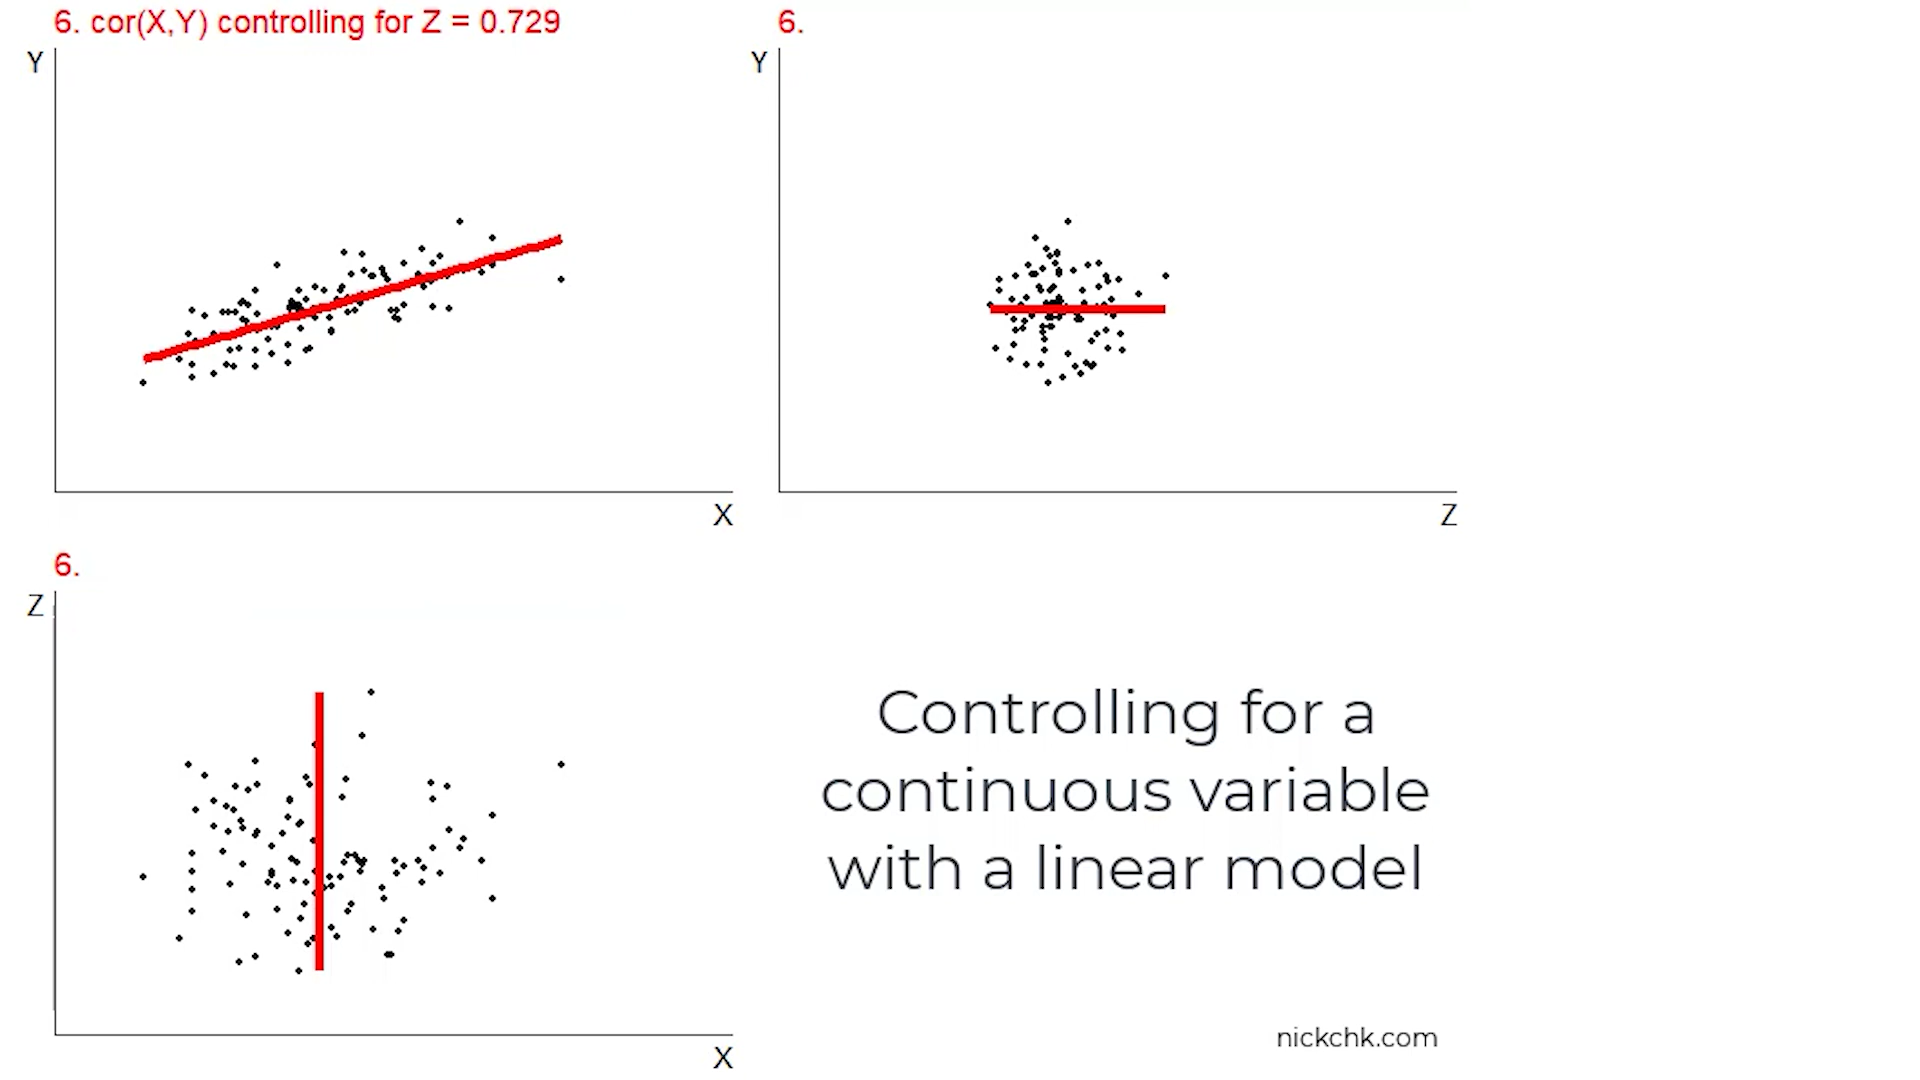 6. cor(X,Y) controlling for Z = 0.729
Y
X
6.
Y
Z
6.
Z
X
Controlling for a
continuous variable
with a linear model
nickchk.com